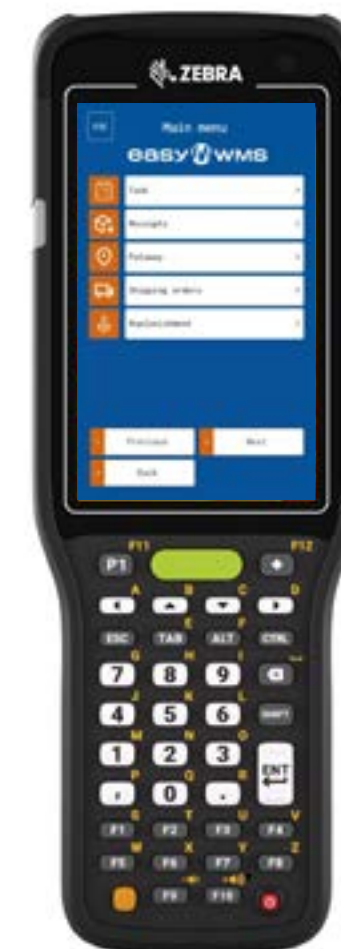 ZEBRA
Main menu
easy WMS
Task
Receipts
Putaway
Shipping orders
Replenishment
Previous
Next
Back
F11
F12
P1
A B C D
E F
ESC TAB ALT CTRL
G H I
7 8 9
J K L
4 5 6 SHIFT
M N O
1 2 3
ENT
P Q R
, 0 .
S T U V
F1 F2 F3 F4
W X Y Z
F5 F6 F7 F8
F9 F10